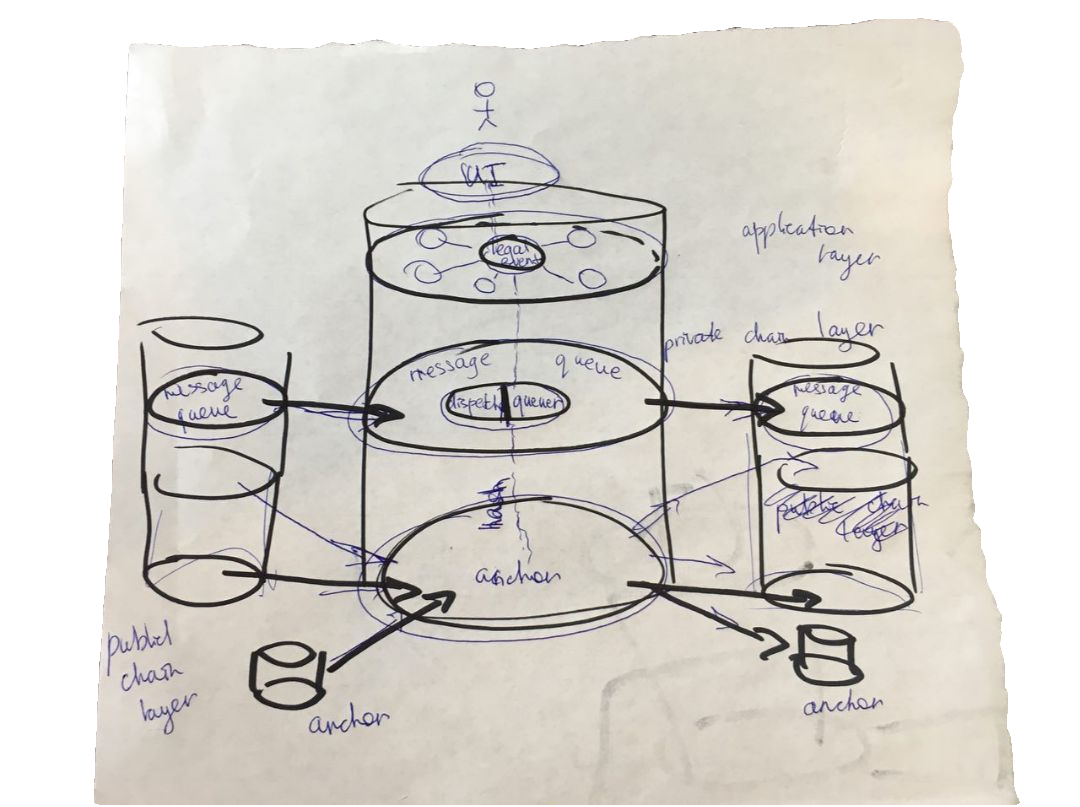 UI
legal
event
application
layer
private chain layer
message queue
message
queue
message
queue
dispatch queuer
hash
anchor
public chain
layer
public
chain
layer
anchor
anchor